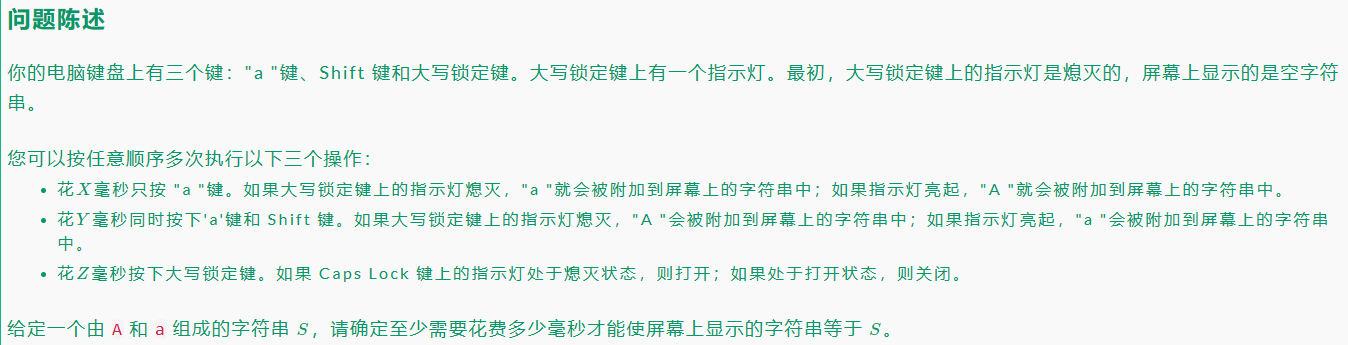 问题陈述
你的电脑键盘上有三个键："a "键、Shift 键和大写锁定键。大写锁定键上有一个指示灯。最初，大写锁定键上的指示灯是熄灭的，屏幕上显示的是空字符
串。
您可以按任意顺序多次执行以下三个操作：
• 花X毫秒只按 "a "键。如果大写锁定键上的指示灯熄灭，"a "就会被附加到屏幕上的字符串中；如果指示灯亮起，"A "就会被附加到屏幕上的字符串中。
• 花Y毫秒同时按下'a'键和 Shift 键。如果大写锁定键上的指示灯熄灭，"A "会被附加到屏幕上的字符串中；如果指示灯亮起，"a "会被附加到屏幕上的字符串
中。
• 花Z毫秒按下大写锁定键。如果 Caps Lock 键上的指示灯处于熄灭状态，则打开；如果处于打开状态，则关闭。
给定一个由 A 和 a 组成的字符串 S，请确定至少需要花费多少毫秒才能使屏幕上显示的字符串等于 S。